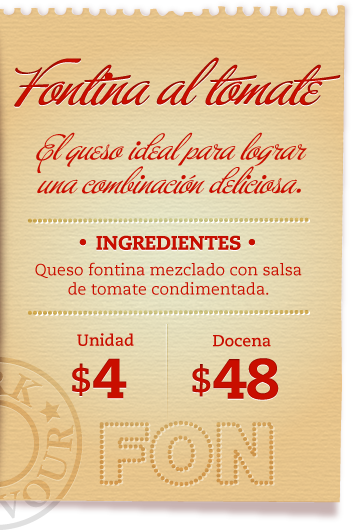 Fontina al tomate
El queso ideal para lograr
una combinación deliciosa.
• INGREDIENTES •
Queso fontina mezclado con salsa
de tomate condimentada.
Unidad
Docena
$4
$48
FON